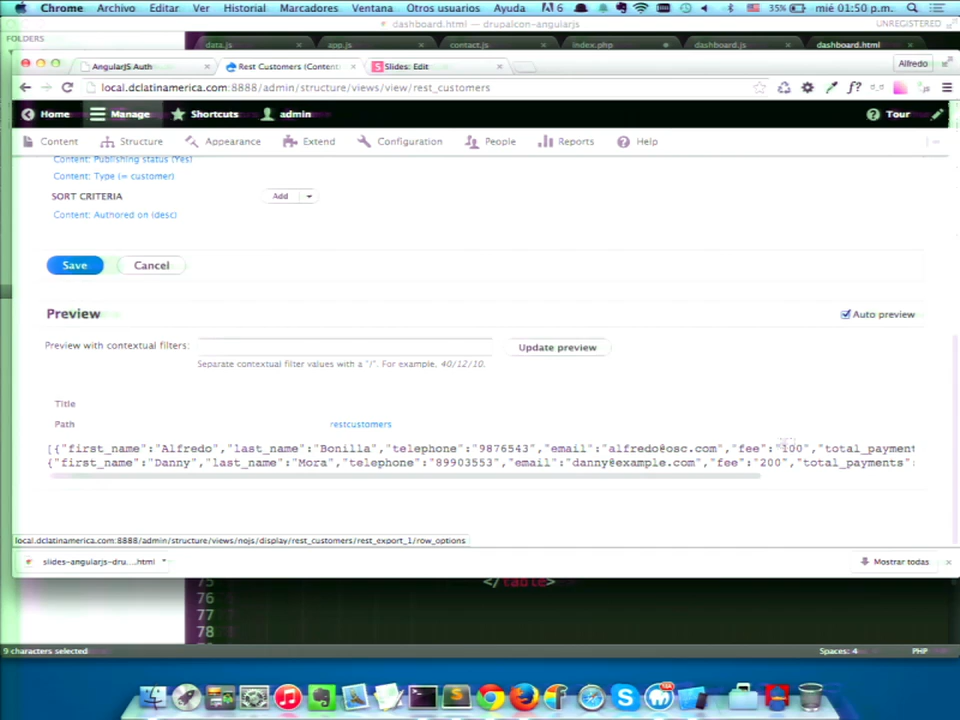 Chrome Archivo Editar Ver Historial Marcadores Ventana Otros usuarios Ayuda 6 35% mié 01:50 p.m.
dashboard.html — drupalcon-angularjs UNREGISTERED
FOLDERS
data.js app.js contact.js index.php dashboard.js dashboard.html
AngularJS Auth Rest Customers (Content Slides: Edit Alfredo
local.dclatinamerica.com:8888/admin/structure/views/view/rest_customers
Home Manage Shortcuts admin Tour
Content Structure Appearance Extend Configuration People Reports Help
Content: Publishing status (Yes)
Content: Type (= customer)
SORT CRITERIA Add
Content: Authored on (desc)
Save Cancel
Preview Auto preview
Preview with contextual filters: Update preview
Separate contextual filter values with a "/". For example, 40/12/10.
Title
Path restcustomers
[{"first_name":"Alfredo","last_name":"Bonilla","telephone":"9876543","email":"alfredo@osc.com","fee":"100","total_payment
{"first_name":"Danny","last_name":"Mora","telephone":"89903553","email":"danny@example.com","fee":"200","total_payments":
local.dclatinamerica.com:8888/admin/structure/views/nojs/display/rest_customers/rest_export_1/row_options
slides-angularjs-dru....html Mostrar todas
75 </table>
76
77
78
9 characters selected Spaces: 4 PHP